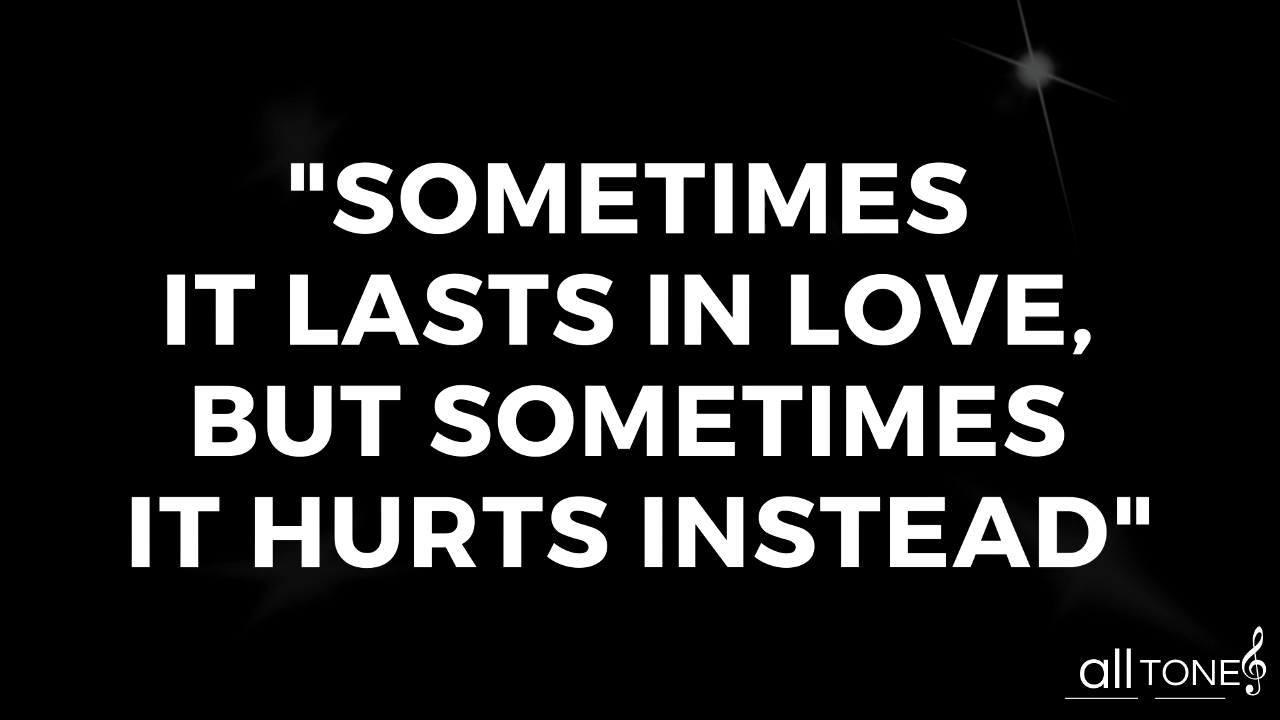 "SOMETIMES
IT LASTS IN LOVE,
BUT SOMETIMES
IT HURTS INSTEAD"
all TONES